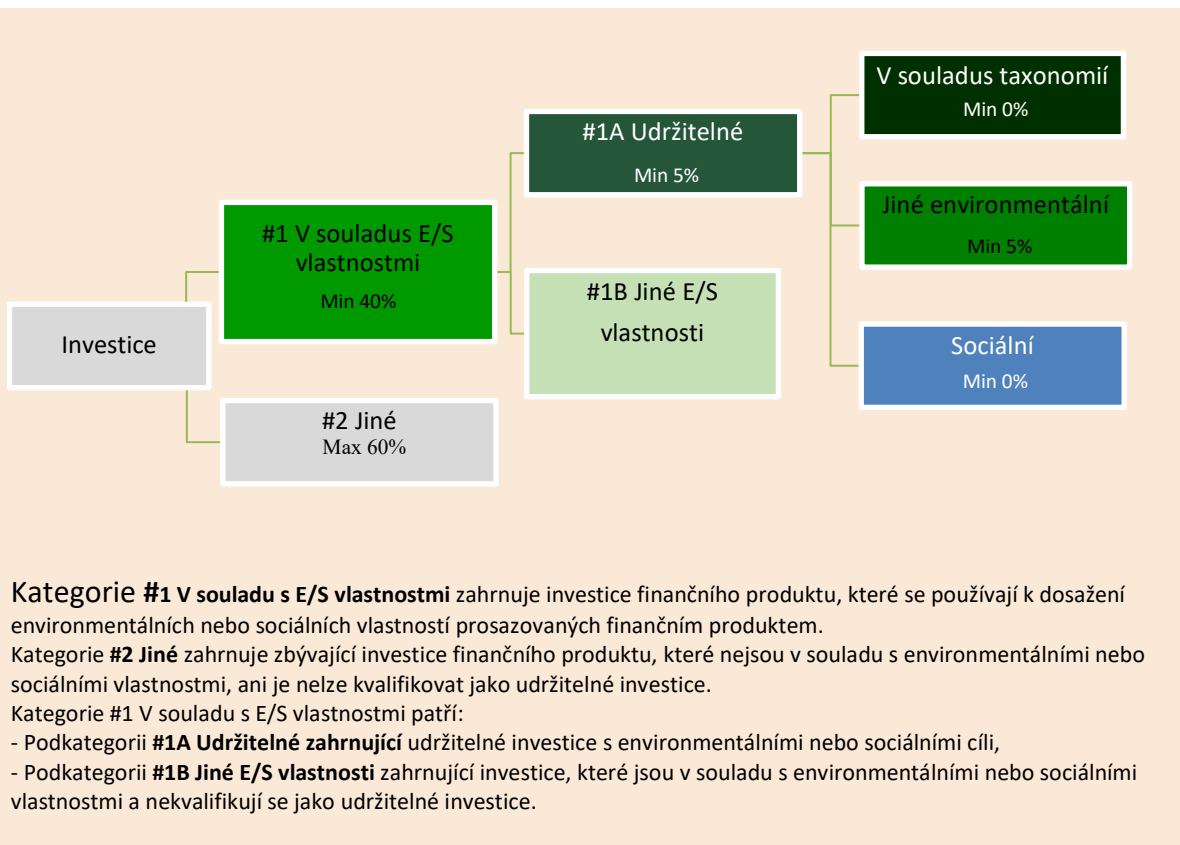 V souladus taxonomií
Min 0%
#1A Udržitelné
Min 5%
Jiné environmentální
Min 5%
#1 V souladus E/S
vlastnostmi
Min 40%
#1B Jiné E/S
vlastnosti
Investice
Sociální
Min 0%
#2 Jiné
Max 60%
Kategorie #1 V souladu s E/S vlastnostmi zahrnuje investice finančního produktu, které se používají k dosažení
environmentálních nebo sociálních vlastností prosazovaných finančním produktem.
Kategorie #2 Jiné zahrnuje zbývající investice finančního produktu, které nejsou v souladu s environmentálními nebo
sociálními vlastnostmi, ani je nelze kvalifikovat jako udržitelné investice.
Kategorie #1 V souladu s E/S vlastnostmi patří:
- Podkategorii #1A Udržitelné zahrnující udržitelné investice s environmentálními nebo sociálními cíli,
- Podkategorii #1B Jiné E/S vlastnosti zahrnující investice, které jsou v souladu s environmentálními nebo sociálními
vlastnostmi a nekvalifikují se jako udržitelné investice.